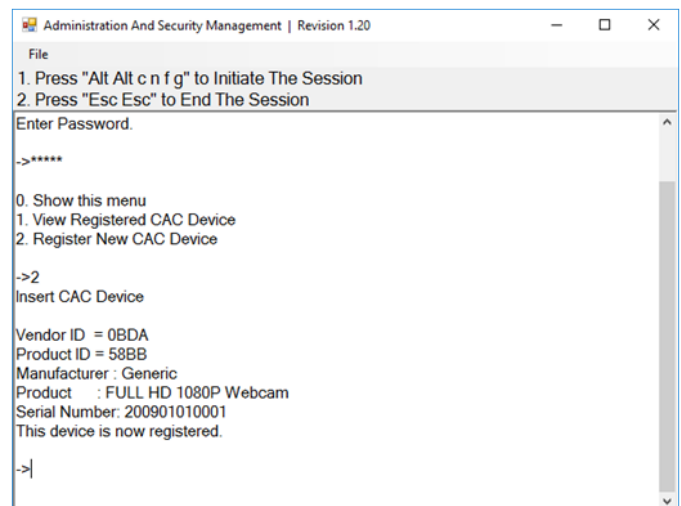 Administration And Security Management | Revision 1.20
File
1. Press "Alt Alt c n f g" to Initiate The Session
2. Press "Esc Esc" to End The Session
Enter Password.
->*****
0. Show this menu
1. View Registered CAC Device
2. Register New CAC Device
->2
Insert CAC Device
Vendor ID = 0BDA
Product ID = 58BB
Manufacturer : Generic
Product : FULL HD 1080P Webcam
Serial Number: 200901010001
This device is now registered.
->